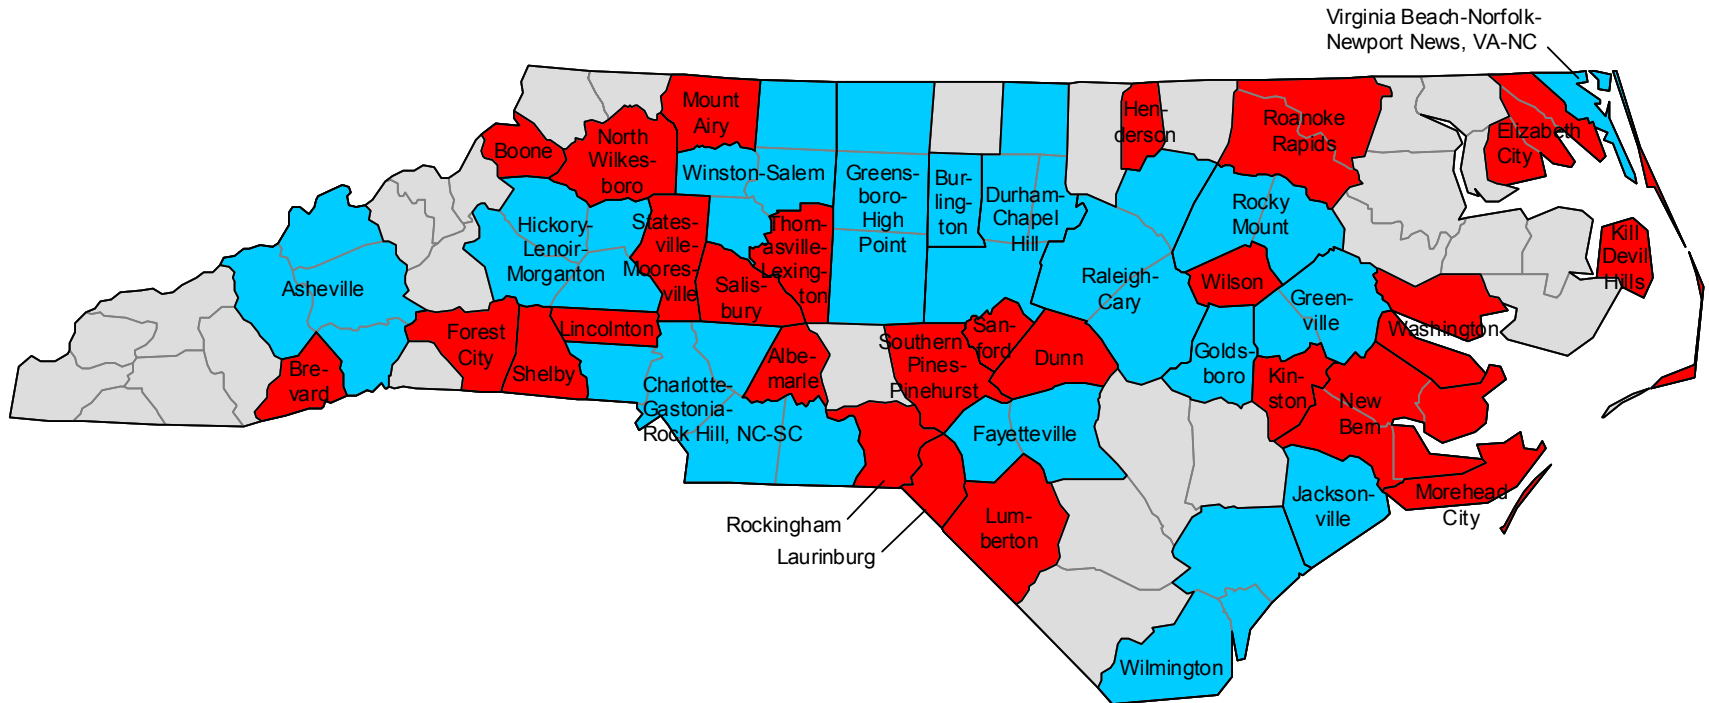 Virginia Beach-Norfolk-
Newport News, VA-NC
Mount
Airy
Hen-
derson
Roanoke
Rapids
Elizabeth
City
Boone
North
Wilkes-
boro
Winston-Salem
Greens-
boro-
High
Point
Bur-
ling-
ton
Durham-
Chapel
Hill
Rocky
Mount
Hickory-
Lenoir-
Morganton
States-
ville-
Moores-
ville
Thom-
asville-
Lexing-
ton
Kill
Devil
Hills
Asheville
Salis-
bury
Raleigh-
Cary
Wilson
Green-
ville
Washington
Forest
City
Lincolnton
Shelby
Bre-
vard
Charlotte-
Gastonia-
Rock Hill, NC-SC
Albe-
marle
Southern
Pines-
Pinehurst
San-
ford
Dunn
Golds-
boro
Kin-
ston
New
Bern
Fayetteville
Jackson-
ville
Morehead
City
Rockingham
Laurinburg
Lum-
berton
Wilmington